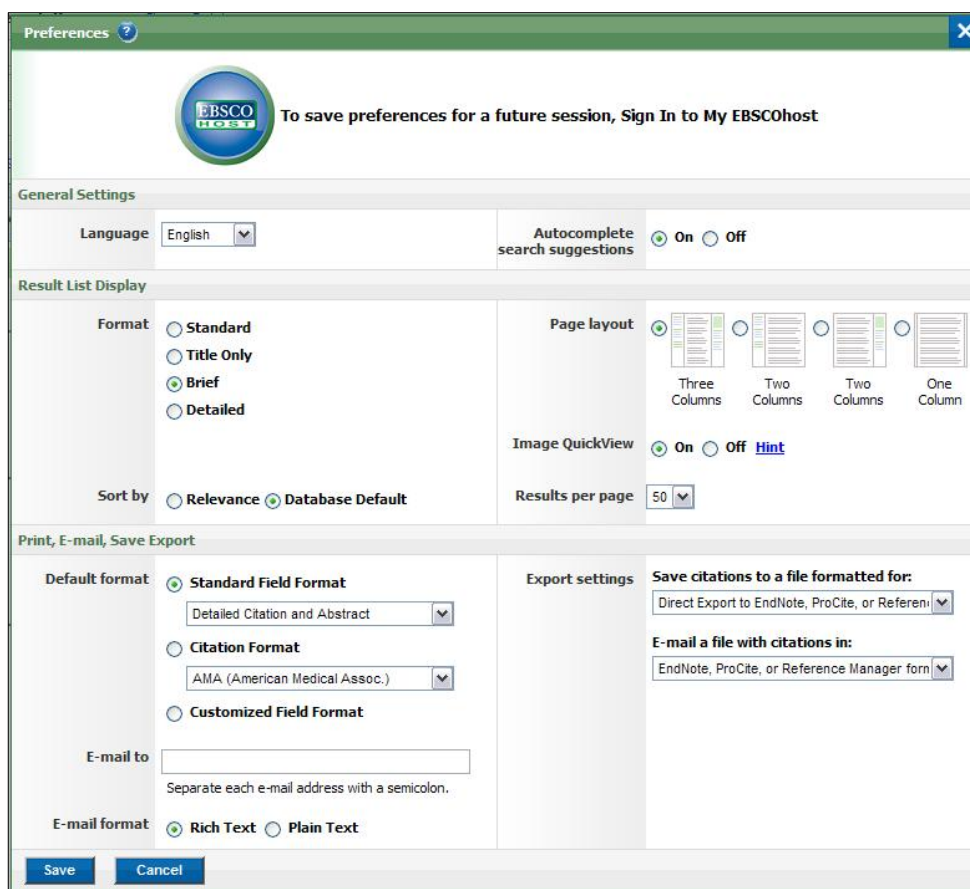 Preferences ?
EBSCO
HOST
To save preferences for a future session, Sign In to My EBSCOhost
General Settings
Language English
Autocomplete
search suggestions On Off
Result List Display
Format Standard
Title Only
Brief
Detailed
Page layout
Three
Columns
Two
Columns
Two
Columns
One
Column
Image QuickView On Off Hint
Sort by Relevance Database Default
Results per page 50
Print, E-mail, Save Export
Default format Standard Field Format
Detailed Citation and Abstract
Citation Format
AMA (American Medical Assoc.)
Customized Field Format
Export settings Save citations to a file formatted for:
Direct Export to EndNote, ProCite, or
E-mail a file with citations in:
EndNote, ProCite, or Reference Manager
E-mail to
Separate each e-mail address with a semicolon.
E-mail format Rich Text Plain Text
Save Cancel